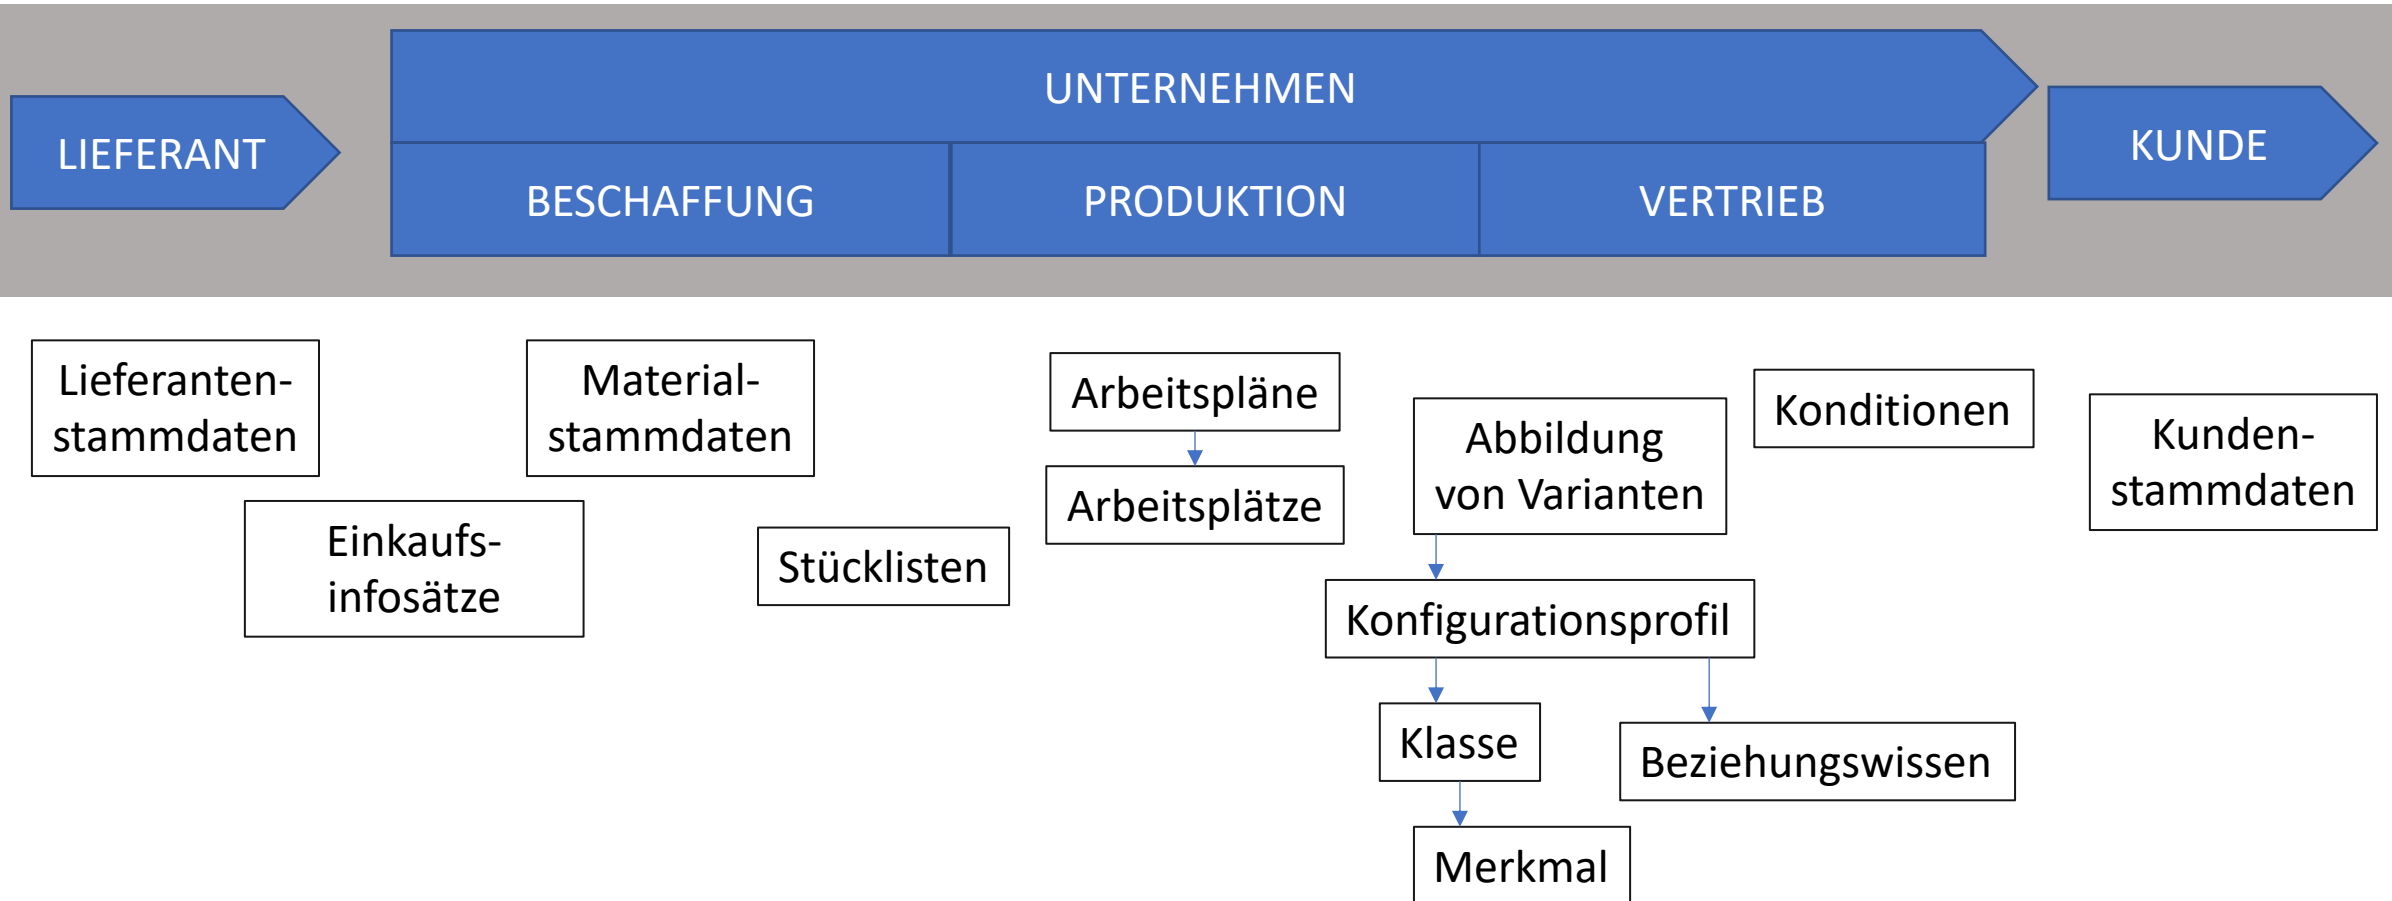 UNTERNEHMEN
LIEFERANT
KUNDE
BESCHAFFUNG
PRODUKTION
VERTRIEB
Lieferanten-
stammdaten
Material-
stammdaten
Arbeitspläne
Konditionen
Abbildung
von Varianten
Kunden-
stammdaten
Arbeitsplätze
Einkaufs-
infosätze
Stücklisten
Konfigurationsprofil
Klasse
Beziehungswissen
Merkmal